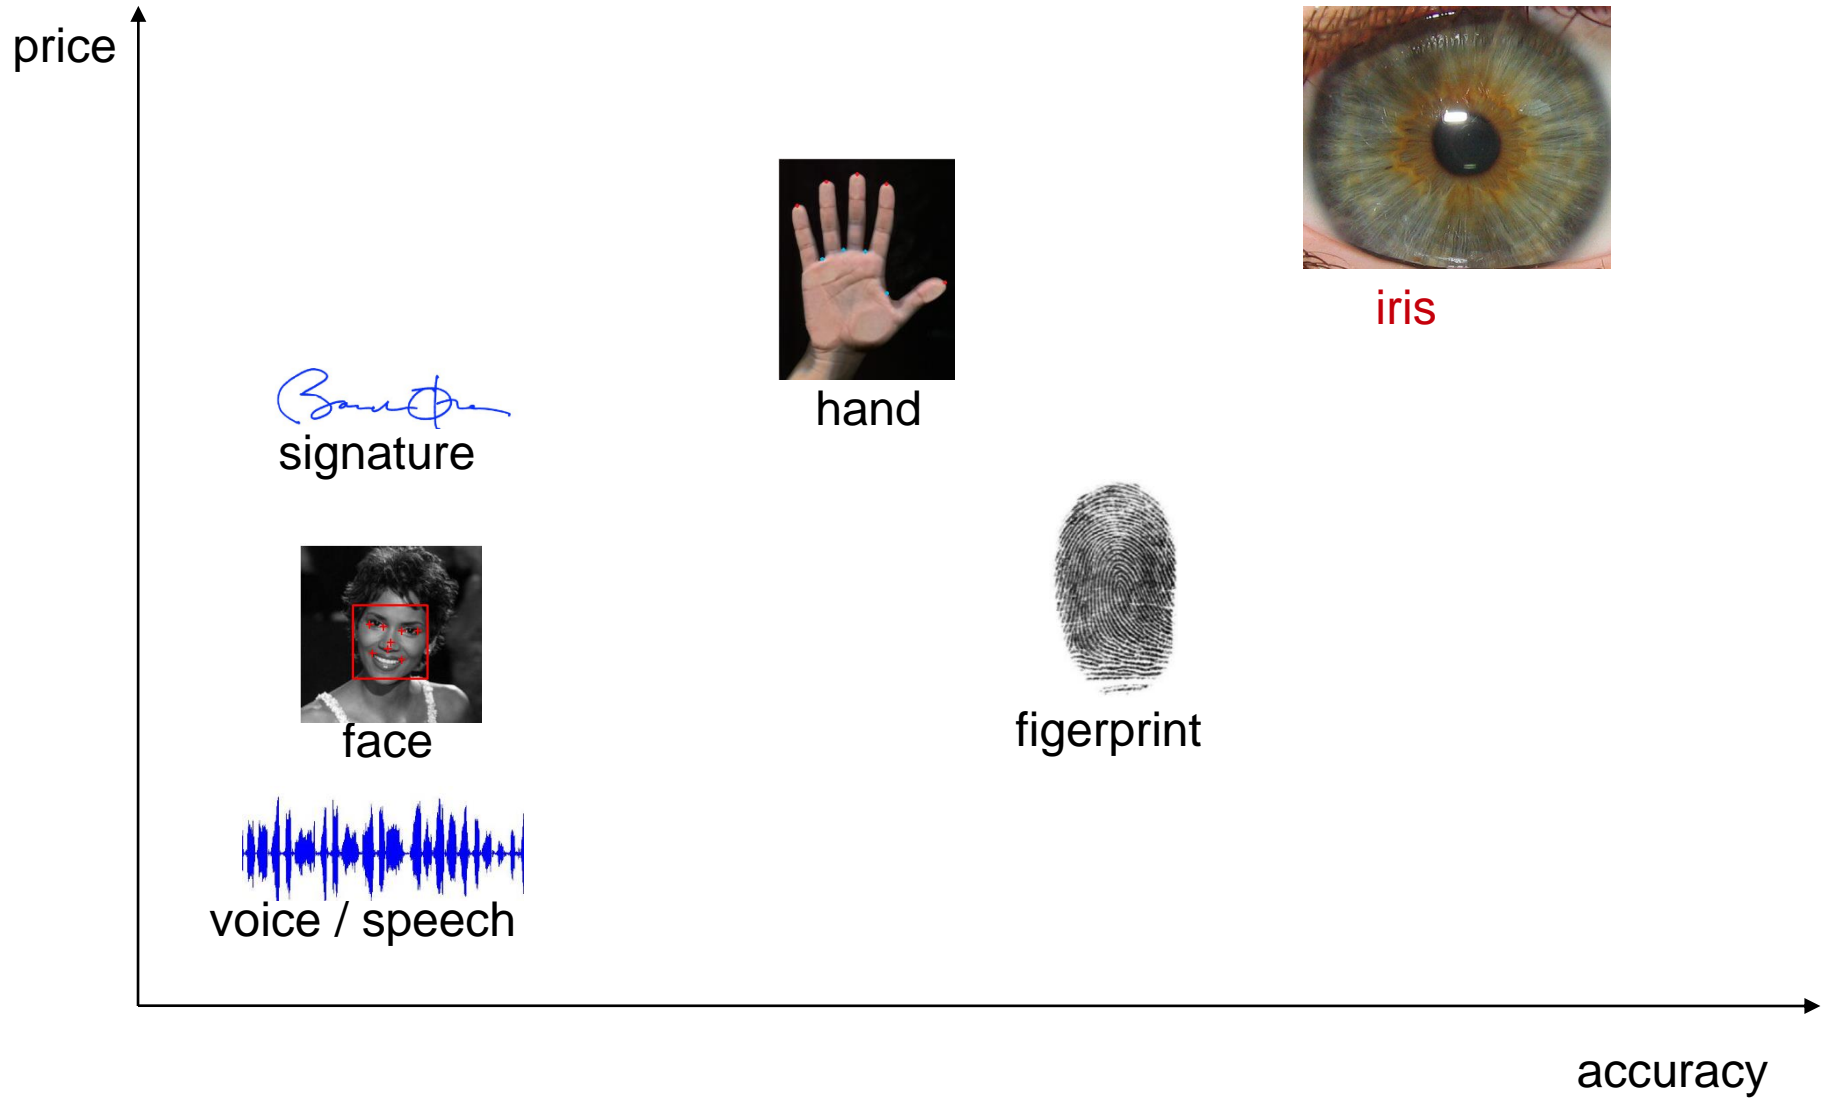 price
iris
hand
signature
figerprint
face
voice / speech
accuracy